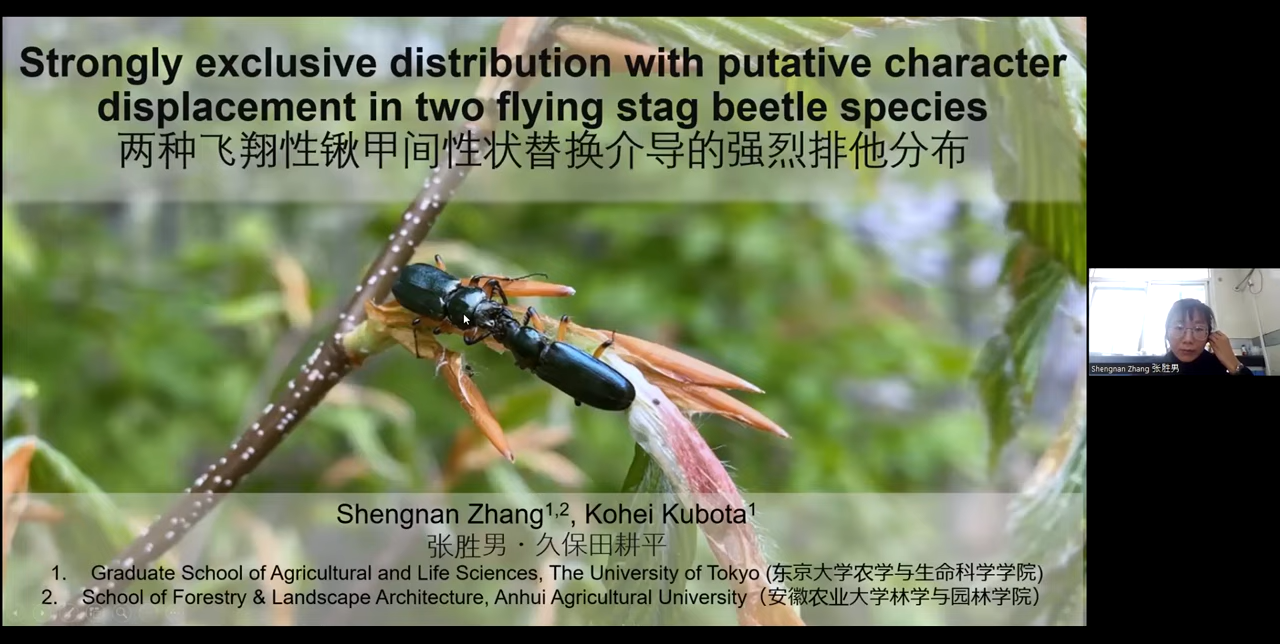 Strongly exclusive distribution with putative character
displacement in two flying stag beetle species
两种飞翔性锹甲间性状替换介导的强烈排他分布
Shengnan Zhang1,2, Kohei Kubota1
张胜男・久保田耕平
1. Graduate School of Agricultural and Life Sciences, The University of Tokyo (东京大学农学与生命科学学院)
2. School of Forestry & Landscape Architecture, Anhui Agricultural University（安徽农业大学林学与园林学院）
Shengnan Zhang 张胜男